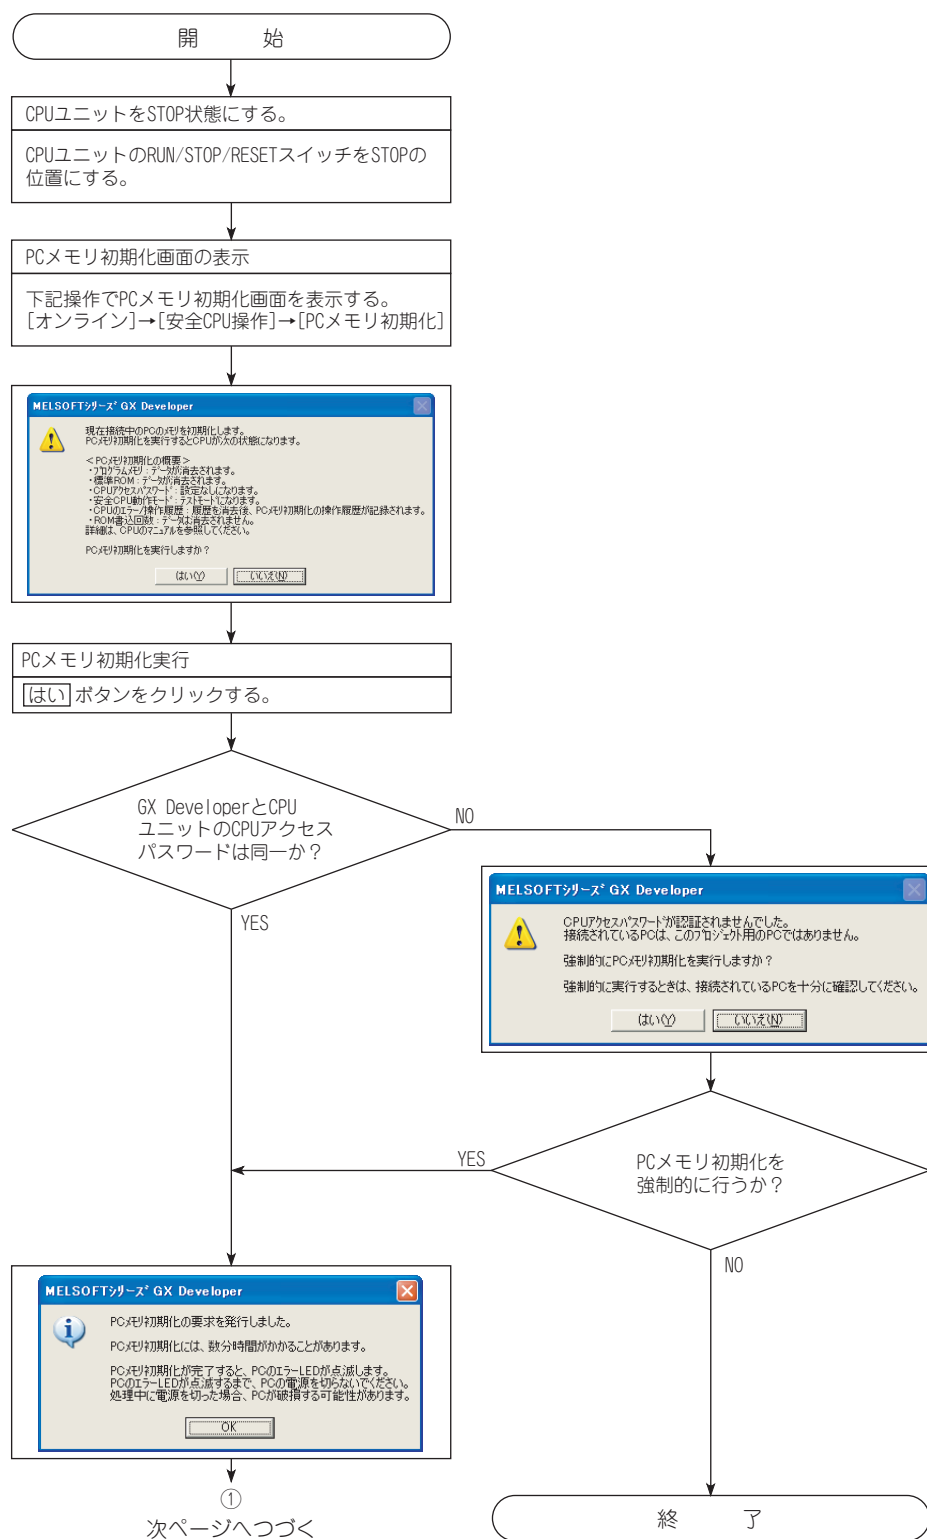 開 始
CPUユニットをSTOP状態にする。
CPUユニットのRUN/STOP/RESETスイッチをSTOPの
位置にする。
PCメモリ初期化画面の表示
下記操作でPCメモリ初期化画面を表示する。
[オンライン]→[安全CPU操作]→[PCメモリ初期化]
MELSOFTシリーズ GX Developer
現在接続中のPCのメモリを初期化します。
PCメモリ初期化を実行するとCPUが次の状態になります。
＜PCメモリ初期化の概要＞
・プログラムメモリ：データが消去されます。
・標準ROM：データが消去されます。
・CPUアクセスパスワード：設定なしになります。
・安全CPU動作モード：テストモードになります。
・CPUのエラー/操作履歴：履歴を消去後、PCメモリ初期化の操作履歴が記録されます。
・ROM書込回数：データは消去されません。
詳細は、CPUのマニュアルを参照してください。
PCメモリ初期化を実行しますか？
はい(Y) いいえ(N)
PCメモリ初期化実行
はい ボタンをクリックする。
GX DeveloperとCPU
ユニットのCPUアクセス
パスワードは同一か？
NO
YES
MELSOFTシリーズ GX Developer
CPUアクセスパスワードが認証されませんでした。
接続されているPCは、このプロジェクト用のPCではありません。
強制的にPCメモリ初期化を実行しますか？
強制的に実行するときは、接続されているPCを十分に確認してください。
はい(Y) いいえ(N)
PCメモリ初期化を
強制的に行うか？
YES
NO
MELSOFTシリーズ GX Developer
PCメモリ初期化の要求を発行しました。
PCメモリ初期化には、数分時間がかかることがあります。
PCメモリ初期化が完了すると、PCのエラーLEDが点滅します。
PCのエラーLEDが点滅するまで、PCの電源を切らないでください。
処理中に電源を切った場合、PCが破損する可能性があります。
OK
①
次ページへつづく
終 了